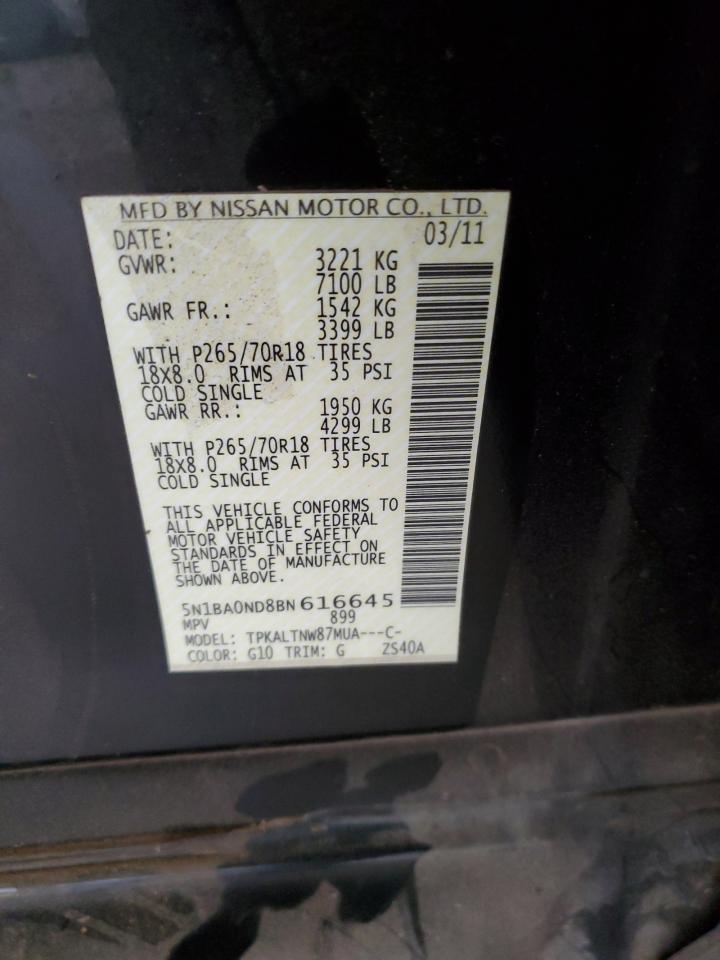 MFD BY NISSAN MOTOR CO., LTD.
DATE: 03/11
GVWR: 3221 KG
7100 LB
GAWR FR.: 1542 KG
3399 LB
WITH P265/70R18 TIRES
18X8.0 RIMS AT 35 PSI
COLD SINGLE
GAWR RR.: 1950 KG
4299 LB
WITH P265/70R18 TIRES
18X8.0 RIMS AT 35 PSI
COLD SINGLE
THIS VEHICLE CONFORMS TO
ALL APPLICABLE FEDERAL
MOTOR VEHICLE SAFETY
STANDARDS IN EFFECT ON
THE DATE OF MANUFACTURE
SHOWN ABOVE.
5N1BA0ND8BN616645
MPV 899
MODEL: TPKALTNW87MUA---C-
COLOR: G10 TRIM: G ZS40A